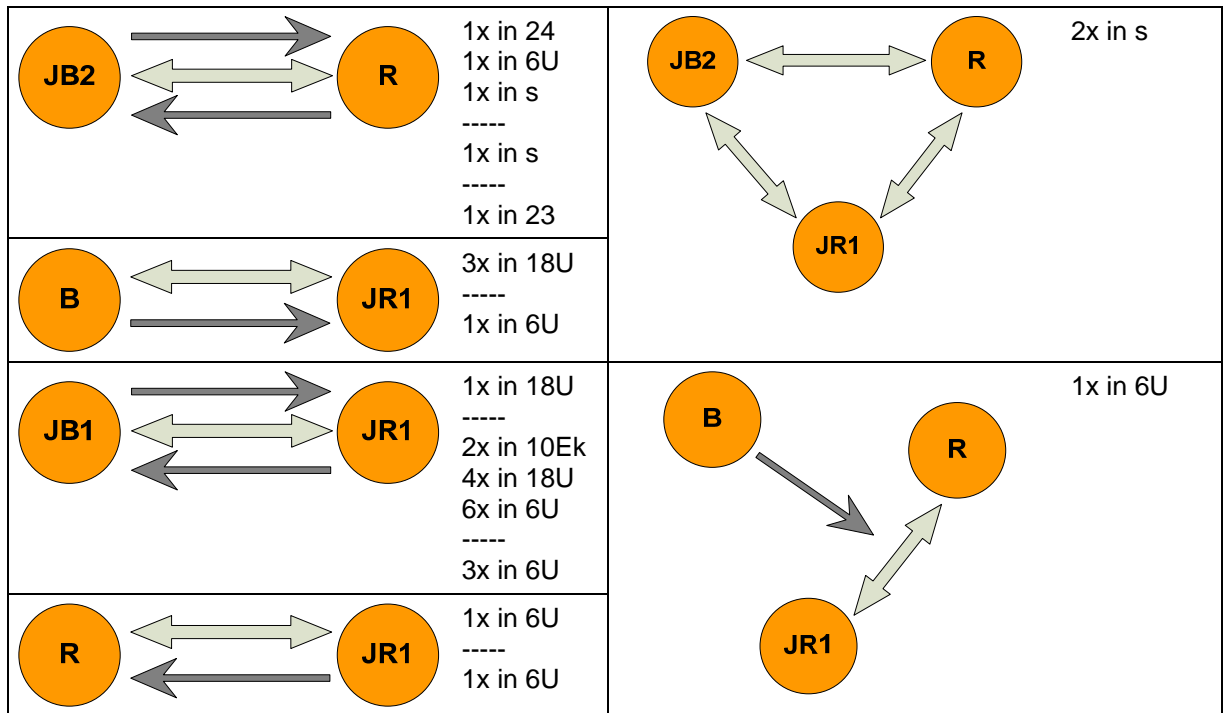 JB2
R
1x in 24
1x in 6U
1x in s
-----
1x in s
-----
1x in 23
JB2
R
JR1
2x in s
B
JR1
3x in 18U
-----
1x in 6U
JB1
JR1
1x in 18U
-----
2x in 10Ek
4x in 18U
6x in 6U
-----
3x in 6U
B
R
JR1
1x in 6U
R
JR1
1x in 6U
-----
1x in 6U